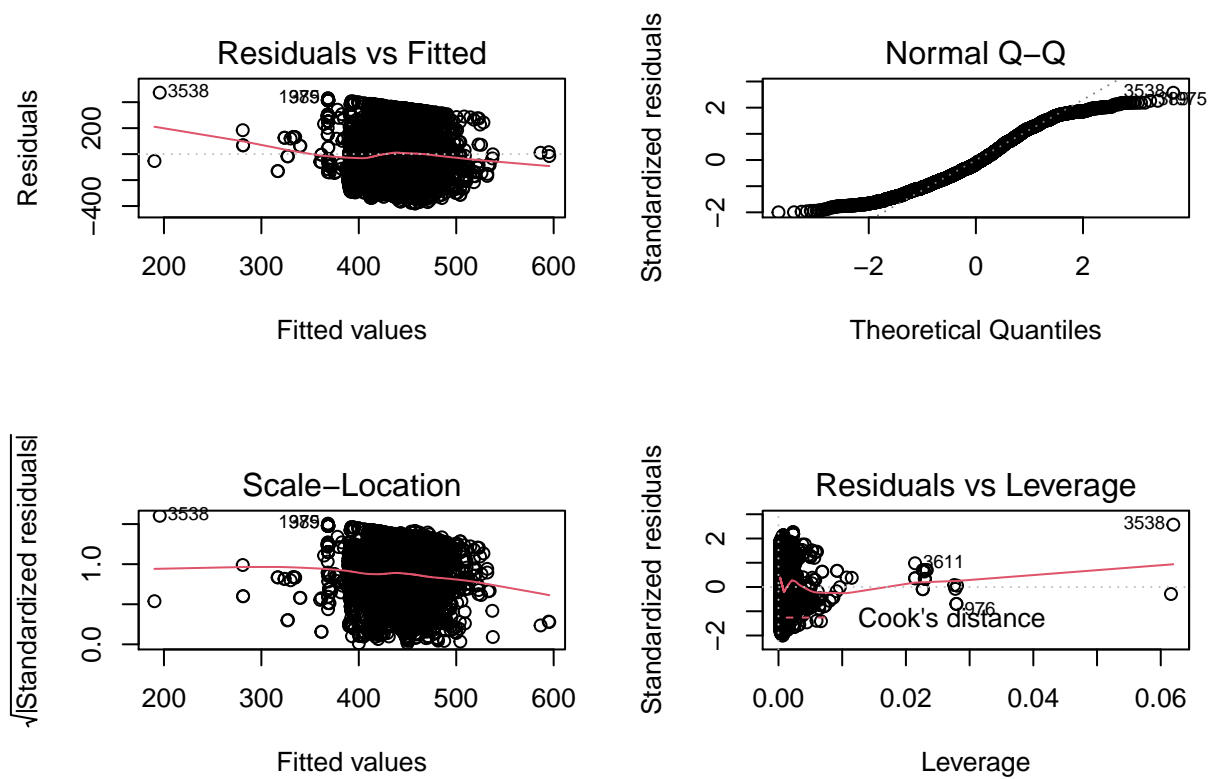 Residuals vs Fitted
Residuals
−400
200
3538
200
300
400
500
600
Fitted values
Normal Q−Q
Standardized residuals
−2
0
2
3538
−2
0
2
Theoretical Quantiles
Scale−Location
√|Standardized residuals|
0.0
1.0
3538
200
300
400
500
600
Fitted values
Residuals vs Leverage
Standardized residuals
−2
0
2
3538
3611
976
Cook's distance
0.00
0.02
0.04
0.06
Leverage